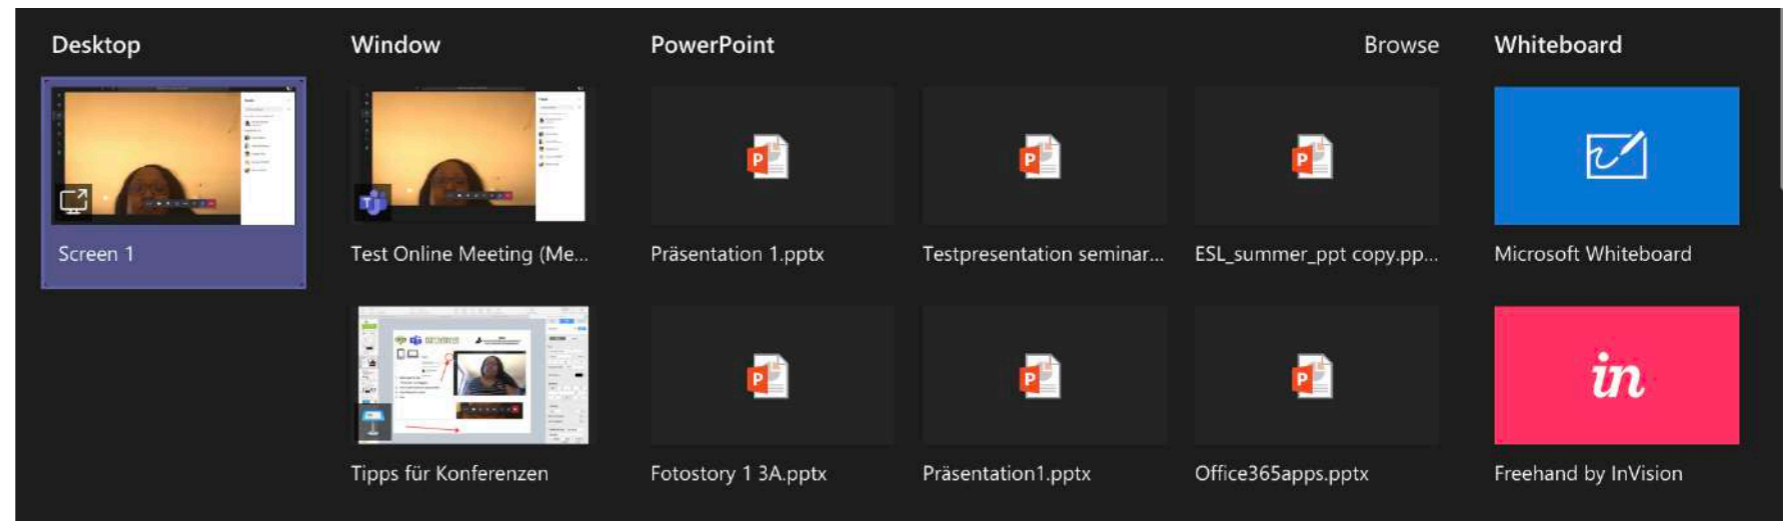 Desktop
Window
PowerPoint
Browse
Whiteboard
Screen 1
Test Online Meeting (Me...
Präsentation 1.pptx
Testpresentation seminar...
ESL_summer_ppt copy.pp...
Microsoft Whiteboard
Tipps für Konferenzen
Fotostory 1 3A.pptx
Präsentation1.pptx
Office365apps.pptx
in
Freehand by InVision